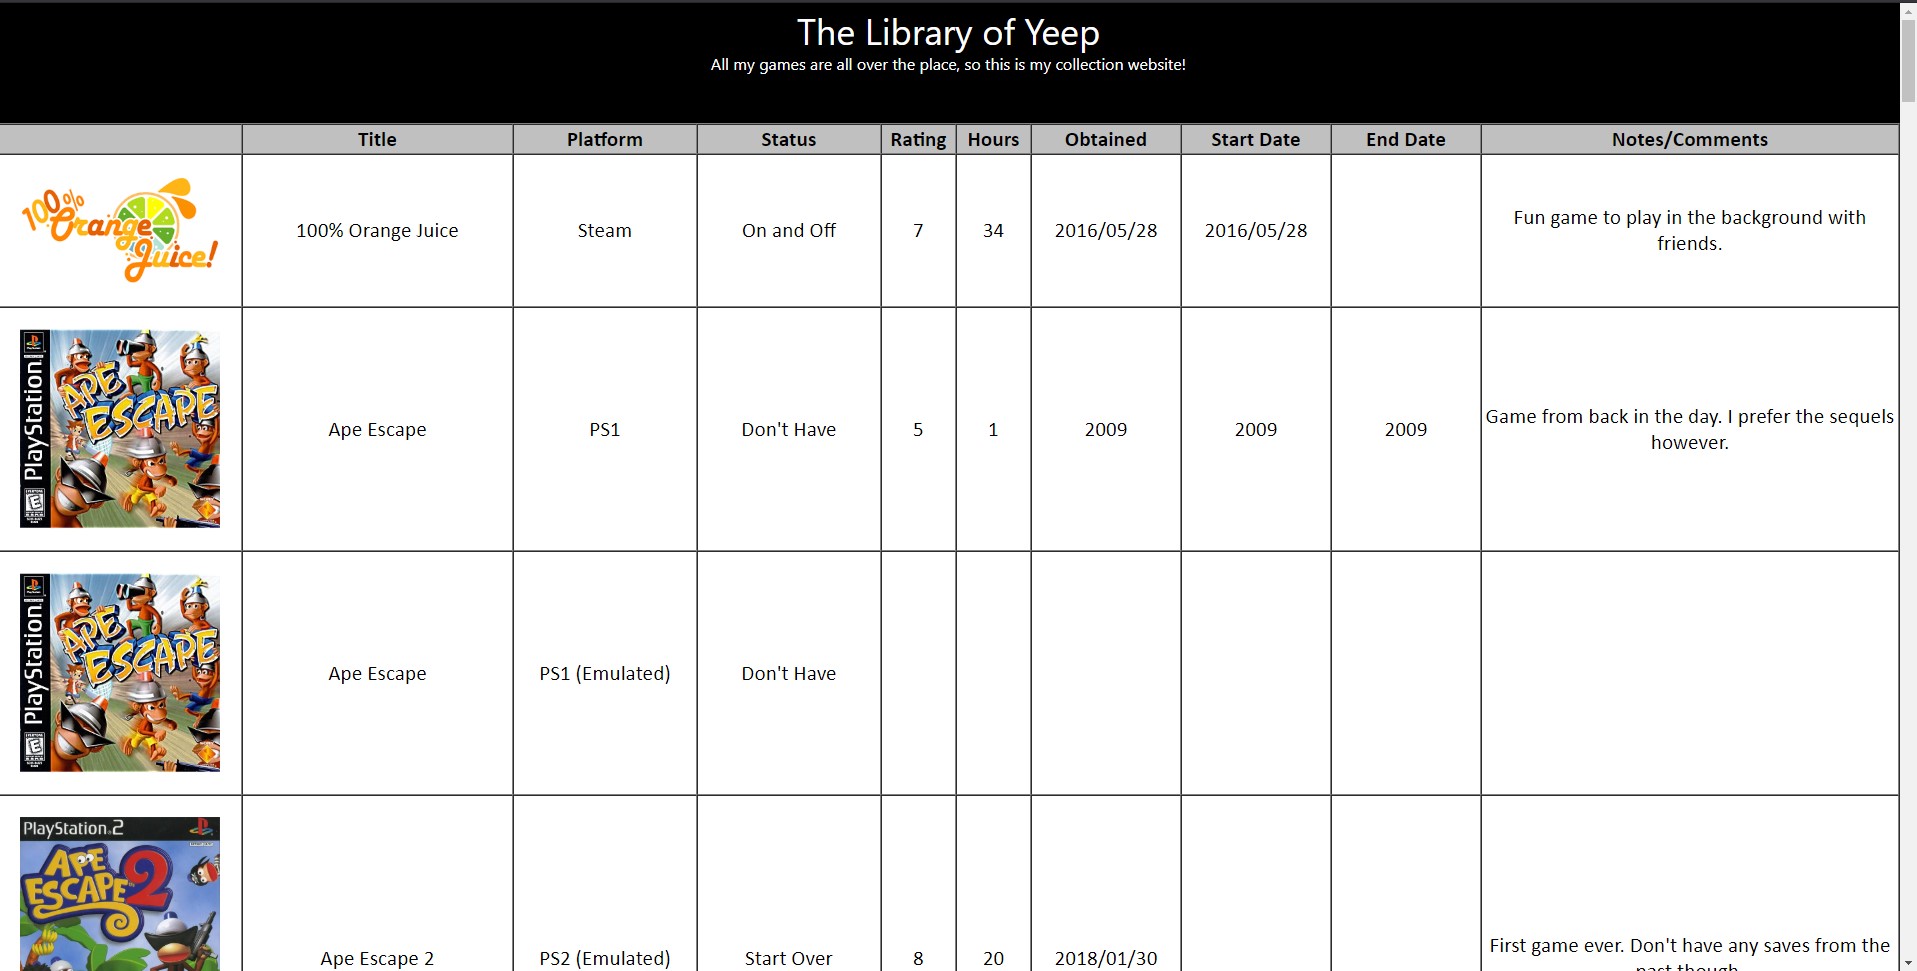 The Library of Yeep
All my games are all over the place, so this is my collection website!
Title Platform Status Rating Hours Obtained Start Date End Date Notes/Comments
100% Orange Juice!
100% Orange Juice Steam On and Off 7 34 2016/05/28 2016/05/28 Fun game to play in the background with
friends.
PlayStation
APE ESCAPE
Ape Escape PS1 Don't Have 5 1 2009 2009 2009 Game from back in the day. I prefer the sequels
however.
PlayStation
APE ESCAPE
Ape Escape PS1 (Emulated) Don't Have
PlayStation.2
APE ESCAPE 2
Ape Escape 2 PS2 (Emulated) Start Over 8 20 2018/01/30 First game ever. Don't have any saves from the
past though.